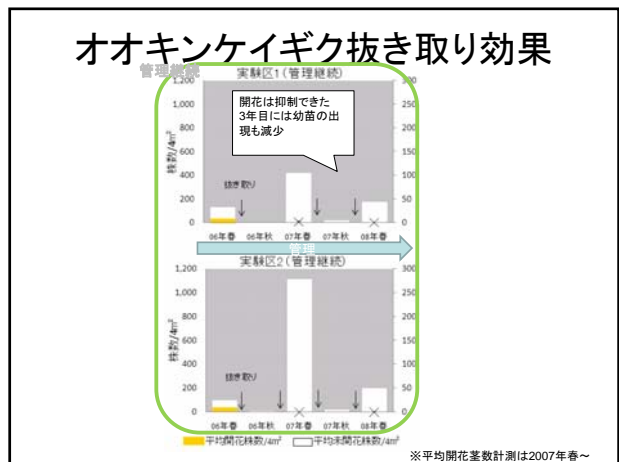 オオキンケイギク抜き取り効果
管理継続
実験区1(管理継続)
1,200
1,000
800
600
400
200
0
株数/4m²
300
250
200
150
100
50
0
開花は抑制できた
3年目には幼苗の出
現も減少
抜き取り
06年春 06年秋 07年春 07年秋 08年春
管理
実験区2(管理継続)
1,200
1,000
800
600
400
200
0
株数/4m²
300
250
200
150
100
50
0
抜き取り
06年春 06年秋 07年春 07年秋 08年春
平均開花株数/4m² 平均未開花株数/4m²
※平均開花茎数計測は2007年春～